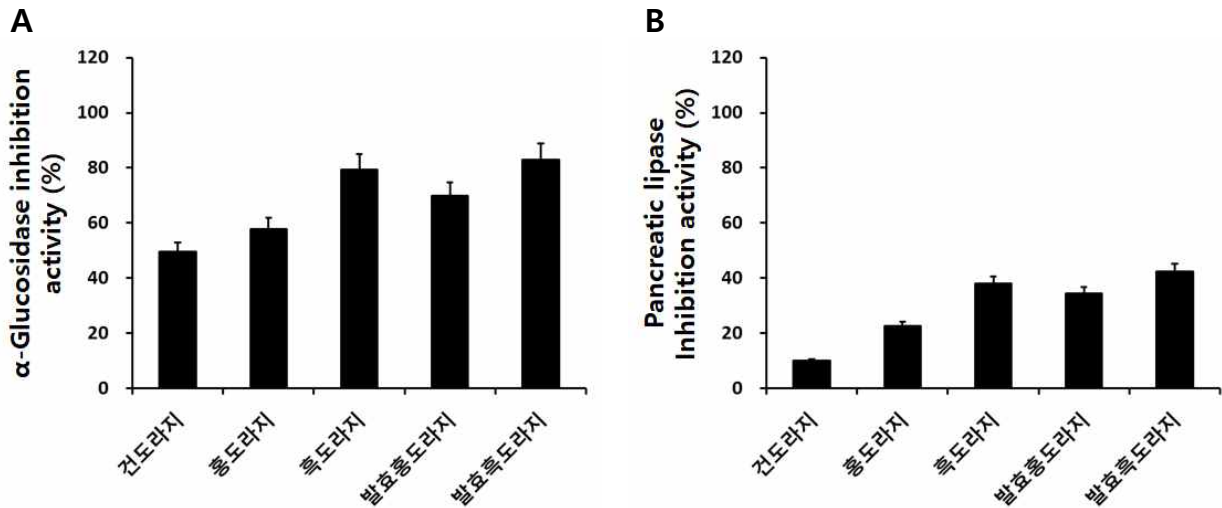 A
α-Glucosidase inhibition
activity (%)
120
100
80
60
40
20
0
건도라지
홍도라지
흑도라지
발효홍도라지
발효흑도라지
B
Pancreatic lipase
Inhibition activity (%)
120
100
80
60
40
20
0
건도라지
홍도라지
흑도라지
발효홍도라지
발효흑도라지